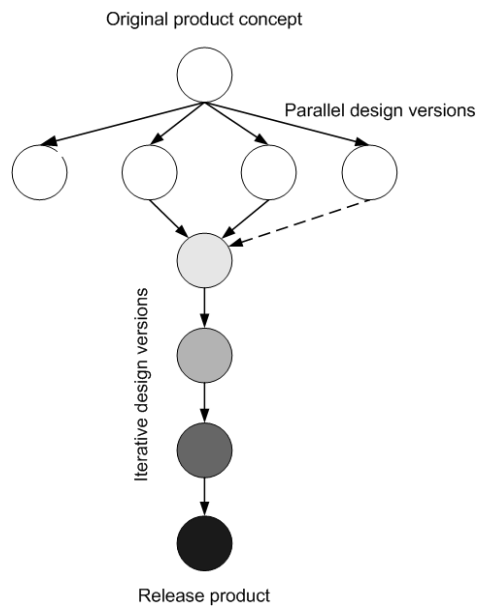 Original product concept
Parallel design versions
Iterative design versions
Release product